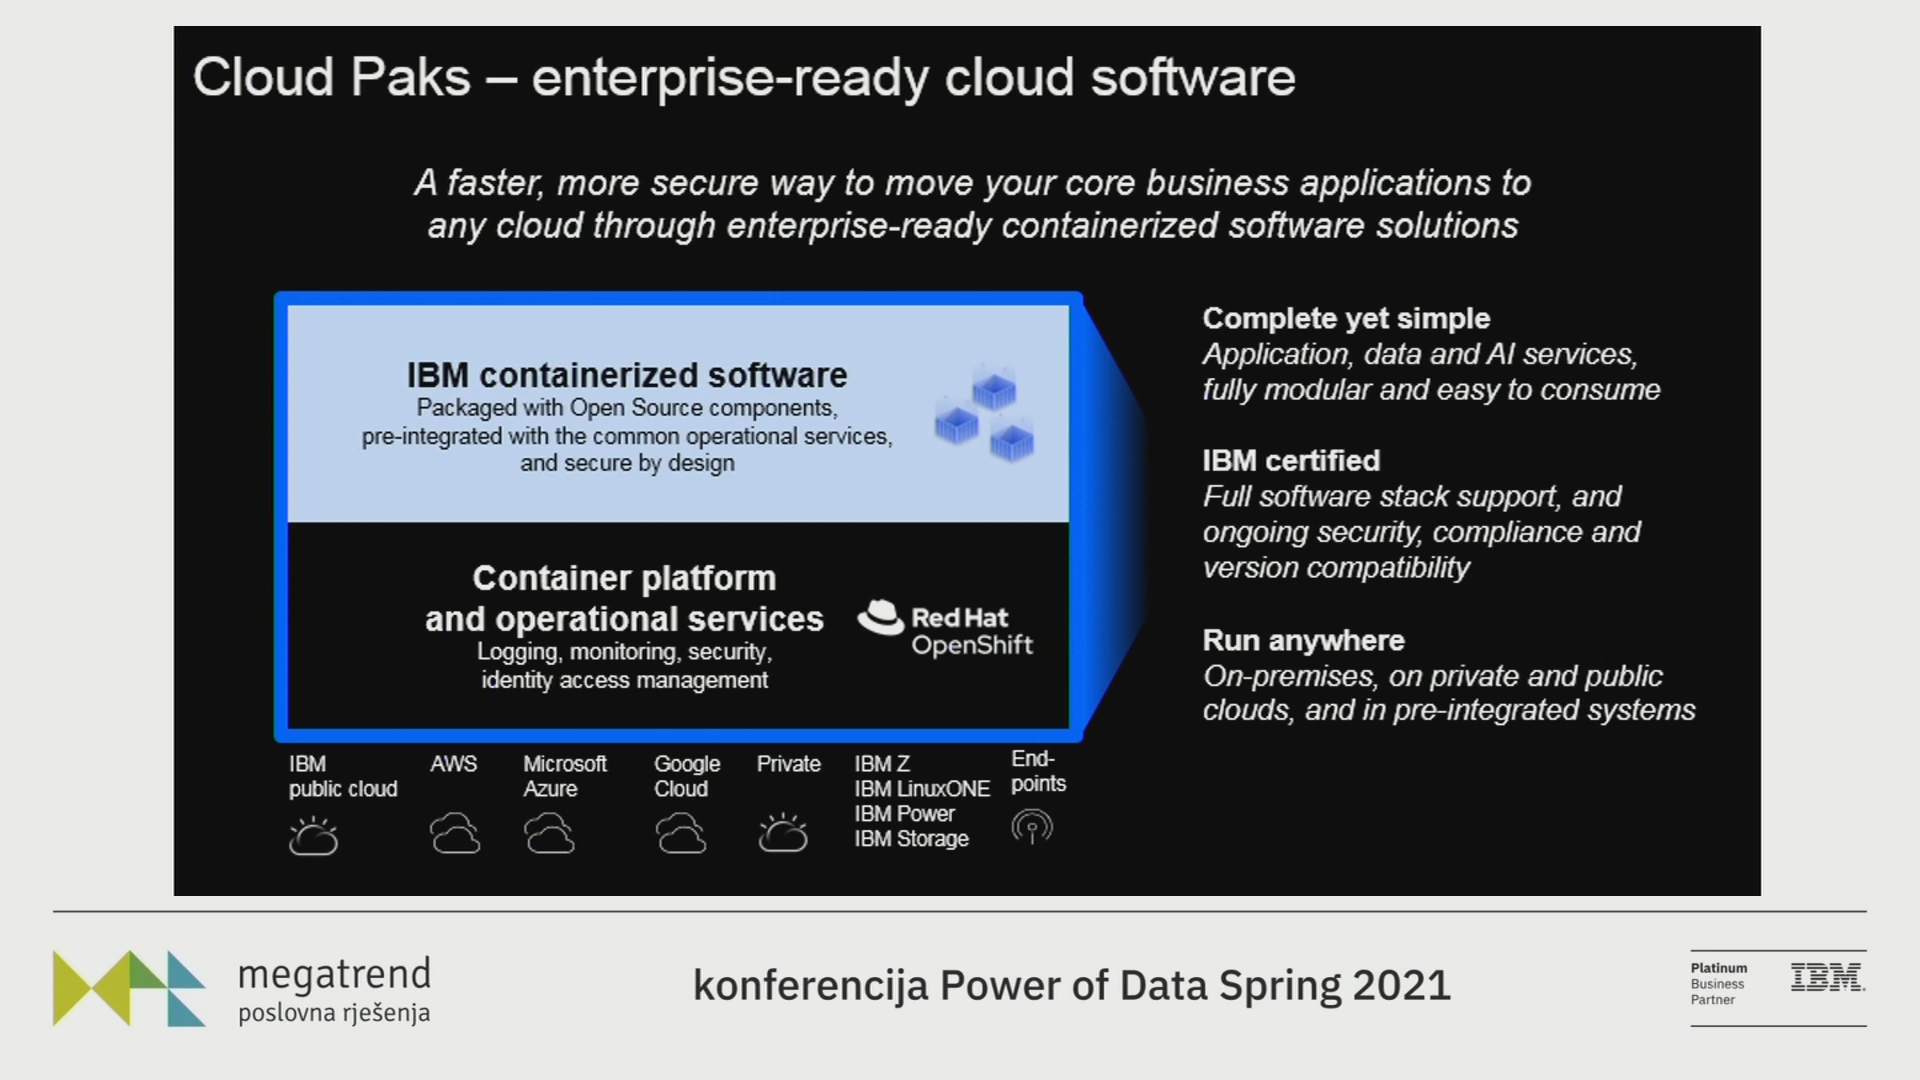 Cloud Paks – enterprise-ready cloud software
A faster, more secure way to move your core business applications to
any cloud through enterprise-ready containerized software solutions
IBM containerized software
Packaged with Open Source components,
pre-integrated with the common operational services,
and secure by design
Container platform
and operational services
Logging, monitoring, security,
identity access management
Red Hat
OpenShift
IBM
public cloud
AWS
Microsoft
Azure
Google
Cloud
Private
IBM Z
IBM LinuxONE
IBM Power
IBM Storage
End-
points
Complete yet simple
Application, data and AI services,
fully modular and easy to consume
IBM certified
Full software stack support, and
ongoing security, compliance and
version compatibility
Run anywhere
On-premises, on private and public
clouds, and in pre-integrated systems
megatrend
poslovna rješenja
konferencija Power of Data Spring 2021
Platinum
Business
Partner
IBM